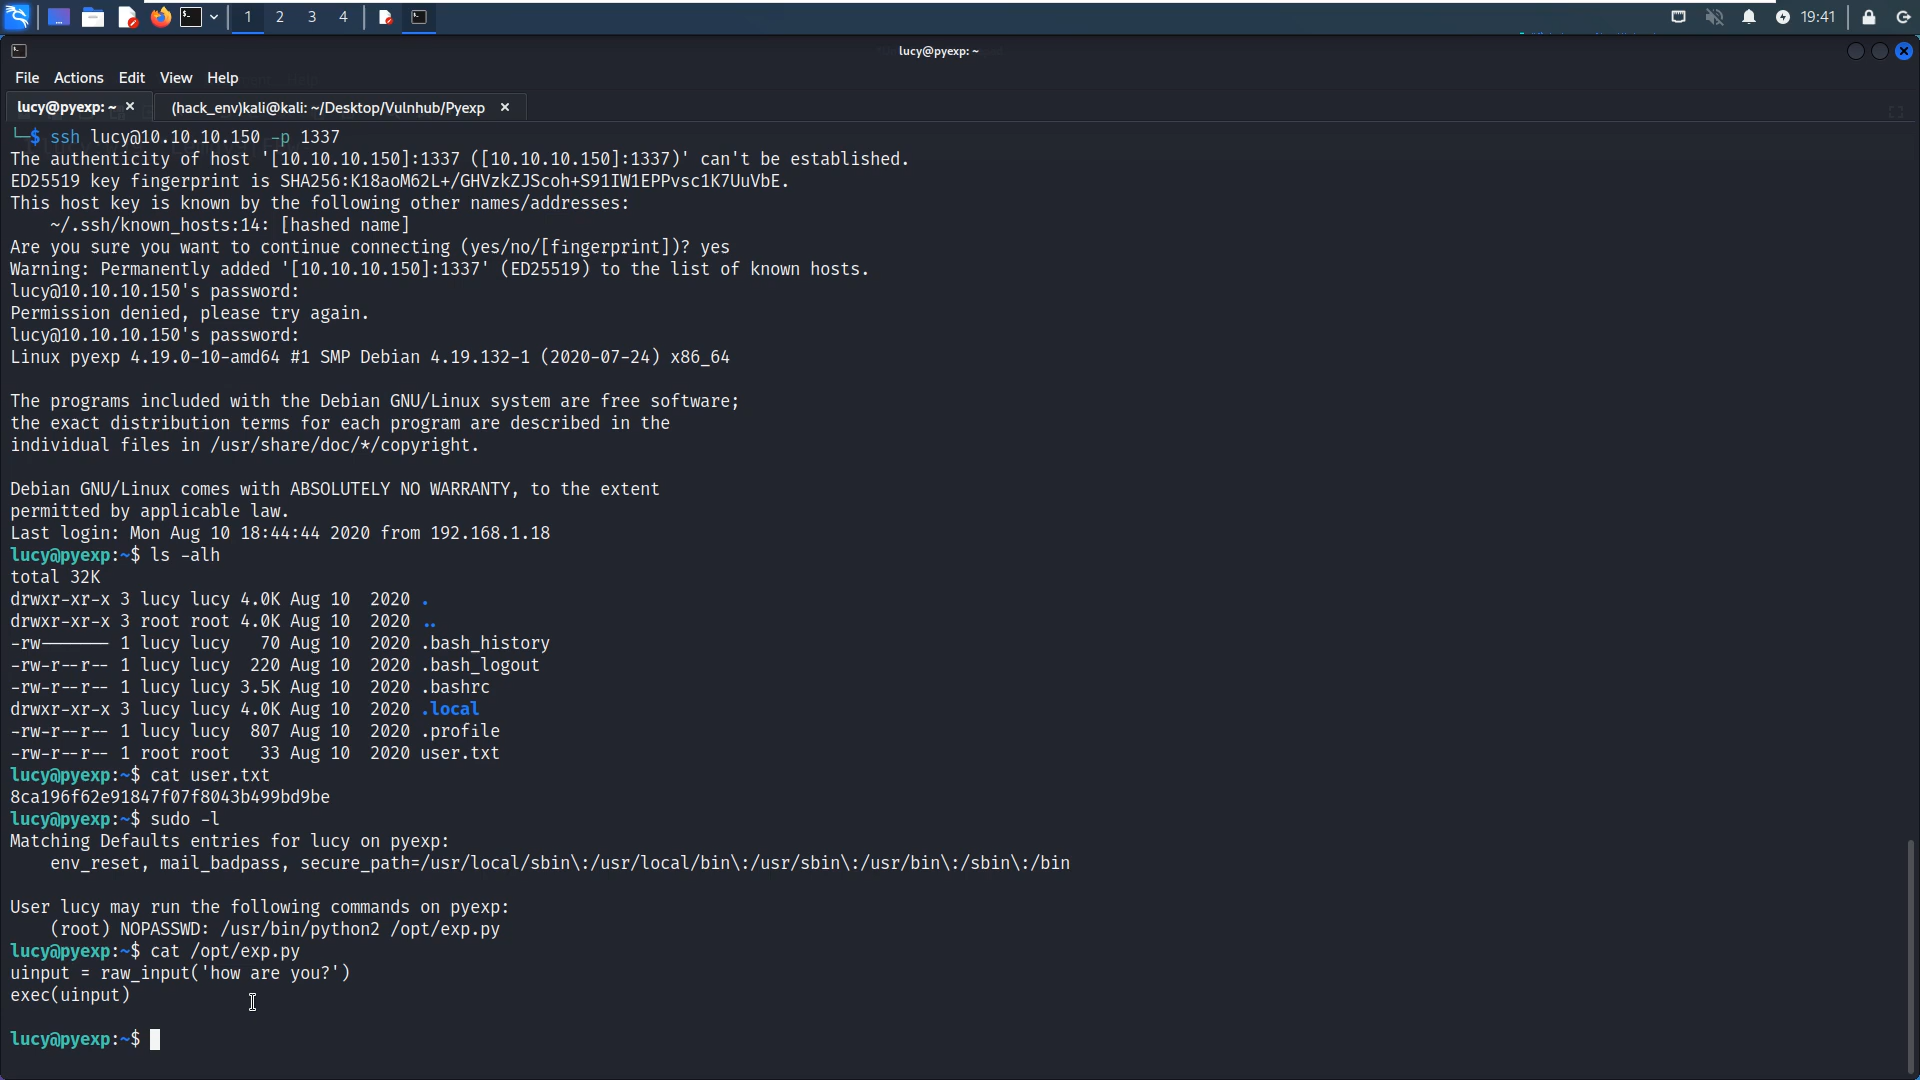 1 2 3 4 19:41
lucy@pyexp: ~
File Actions Edit View Help
lucy@pyexp: ~ × (hack_env)kali@kali: ~/Desktop/Vulnhub/Pyexp ×
└─$ ssh lucy@10.10.10.150 -p 1337
The authenticity of host '[10.10.10.150]:1337 ([10.10.10.150]:1337)' can't be established.
ED25519 key fingerprint is SHA256:K18aoM62L+/GHVzkZJScoh+S91IW1EPPvsc1K7UuVbE.
This host key is known by the following other names/addresses:
    ~/.ssh/known_hosts:14: [hashed name]
Are you sure you want to continue connecting (yes/no/[fingerprint])? yes
Warning: Permanently added '[10.10.10.150]:1337' (ED25519) to the list of known hosts.
lucy@10.10.10.150's password:
Permission denied, please try again.
lucy@10.10.10.150's password:
Linux pyexp 4.19.0-10-amd64 #1 SMP Debian 4.19.132-1 (2020-07-24) x86_64
The programs included with the Debian GNU/Linux system are free software;
the exact distribution terms for each program are described in the
individual files in /usr/share/doc/*/copyright.
Debian GNU/Linux comes with ABSOLUTELY NO WARRANTY, to the extent
permitted by applicable law.
Last login: Mon Aug 10 18:44:44 2020 from 192.168.1.18
lucy@pyexp:~$ ls -alh
total 32K
drwxr-xr-x 3 lucy lucy 4.0K Aug 10  2020 .
drwxr-xr-x 3 root root 4.0K Aug 10  2020 ..
-rw------- 1 lucy lucy   70 Aug 10  2020 .bash_history
-rw-r--r-- 1 lucy lucy  220 Aug 10  2020 .bash_logout
-rw-r--r-- 1 lucy lucy 3.5K Aug 10  2020 .bashrc
drwxr-xr-x 3 lucy lucy 4.0K Aug 10  2020 .local
-rw-r--r-- 1 lucy lucy  807 Aug 10  2020 .profile
-rw-r--r-- 1 root root   33 Aug 10  2020 user.txt
lucy@pyexp:~$ cat user.txt
8ca196f62e91847f07f8043b499bd9be
lucy@pyexp:~$ sudo -l
Matching Defaults entries for lucy on pyexp:
    env_reset, mail_badpass, secure_path=/usr/local/sbin\:/usr/local/bin\:/usr/sbin\:/usr/bin\:/sbin\:/bin
User lucy may run the following commands on pyexp:
    (root) NOPASSWD: /usr/bin/python2 /opt/exp.py
lucy@pyexp:~$ cat /opt/exp.py
uinput = raw_input('how are you?')
exec(uinput)
lucy@pyexp:~$